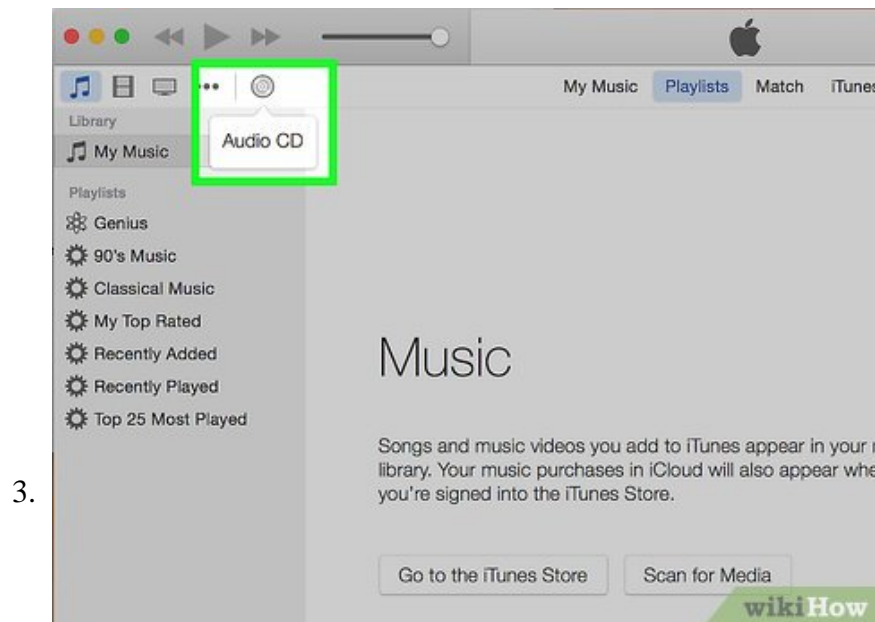 My Music Playlists Match iTunes
Library
Audio CD
My Music
Playlists
Genius
90's Music
Classical Music
My Top Rated
Recently Added
Recently Played
Top 25 Most Played
Music
Songs and music videos you add to iTunes appear in your
library. Your music purchases in iCloud will also appear
you're signed into the iTunes Store.
3.
Go to the iTunes Store Scan for Media
wikiHow